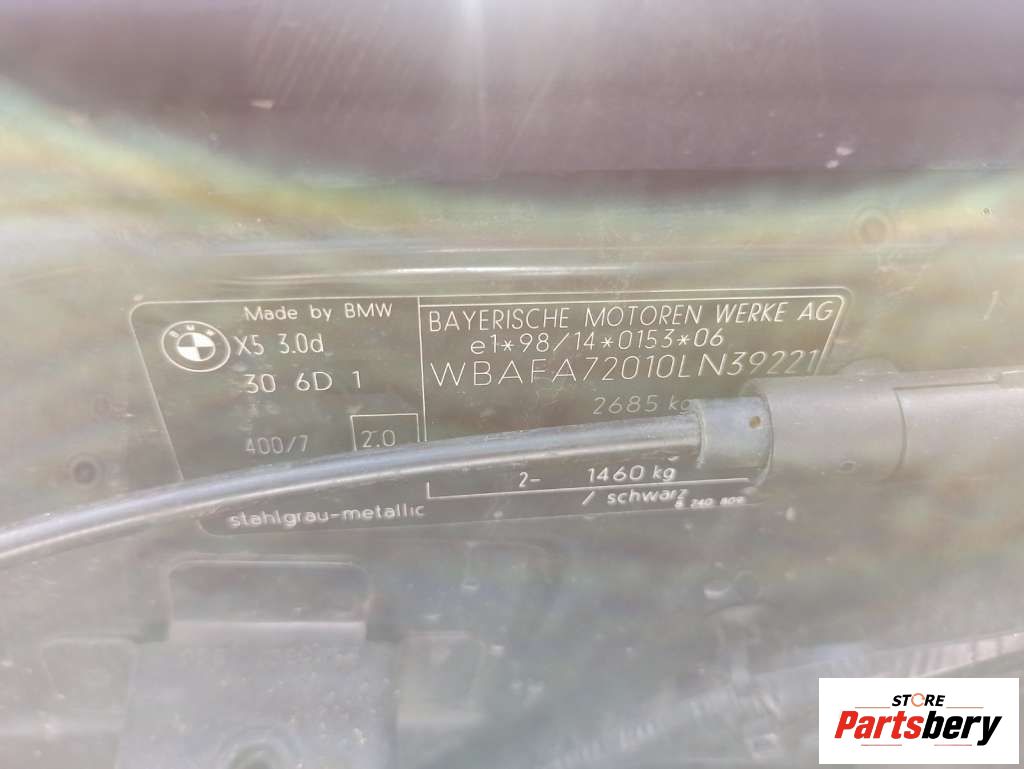 Made by BMW
BMW
X5 3.0d
30 6D 1
400/7
2.0
BAYERISCHE MOTOREN WERKE AG
e1*98/14*0153*06
WBAFA72010LN39221
2685 kg
2- 1460 kg
stahlgrau-metallic / schwarz
STORE
Partsbery